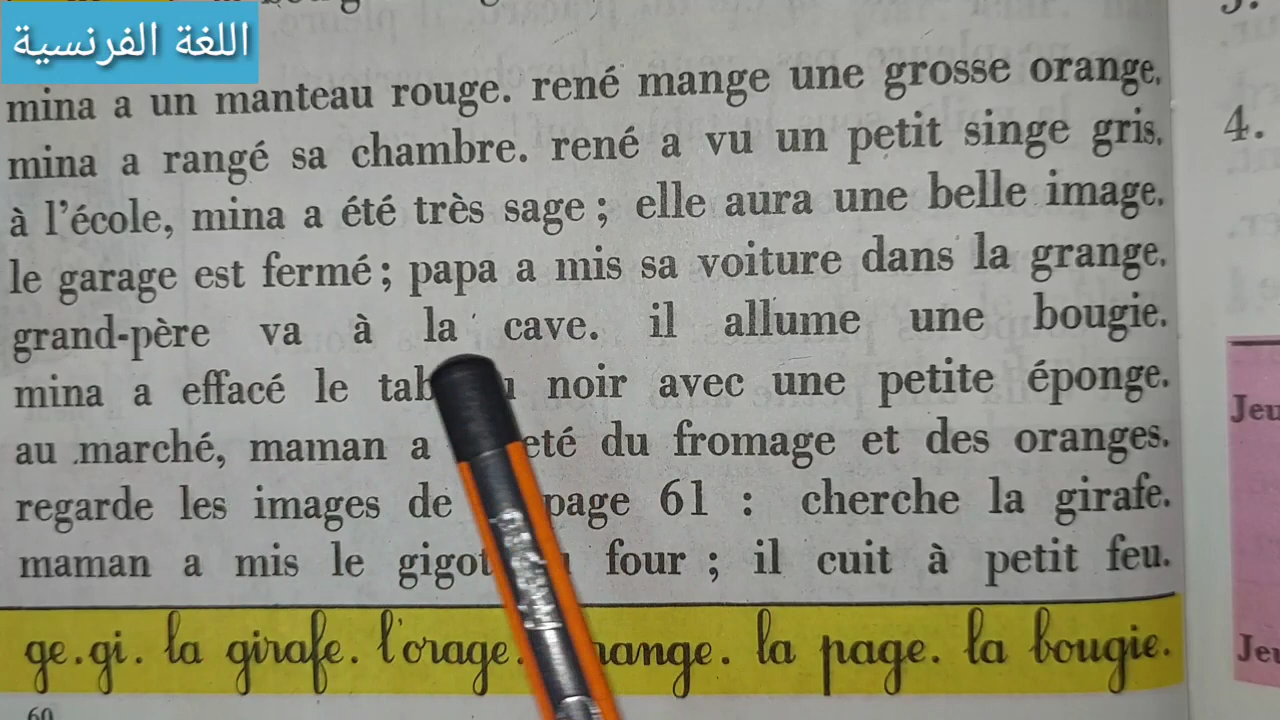 اللغة الفرنسية
mina a un manteau rouge. rené mange une grosse orange.
mina a rangé sa chambre. rené a vu un petit singe gris.
à l'école, mina a été très sage ; elle aura une belle image.
le garage est fermé ; papa a mis sa voiture dans la grange.
grand-père va à la cave. il allume une bougie.
mina a effacé le noir avec une petite éponge.
au marché, maman a du fromage et des oranges.
regarde les images de page 61 : cherche la girafe.
maman a mis le gigot four ; il cuit à petit feu.
ge. gi. la girafe. l'orage. la page. la bougie.
60
4.
Jeu
Jeu